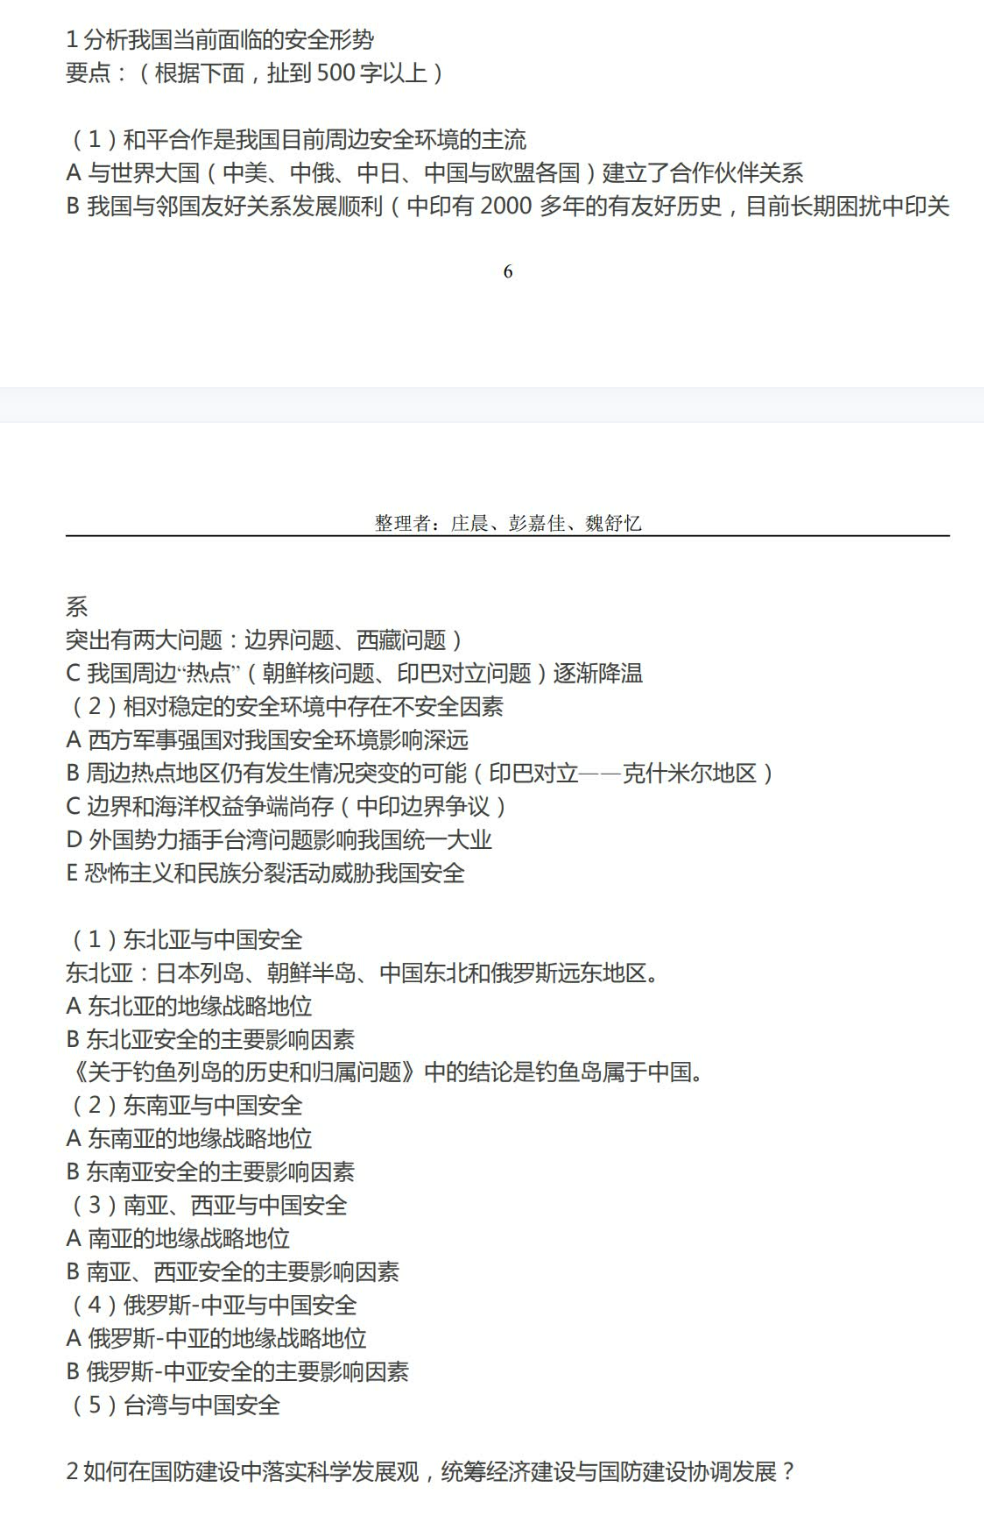 1 分析我国当前面临的安全形势
要点：（根据下面，扯到 500 字以上）
（1）和平合作是我国目前周边安全环境的主流
A 与世界大国（中美、中俄、中日、中国与欧盟各国）建立了合作伙伴关系
B 我国与邻国友好关系发展顺利（中印有 2000 多年的有友好历史，目前长期困扰中印关
6
整理者：庄晨、彭嘉佳、魏舒忆
系
突出有两大问题：边界问题、西藏问题）
C 我国周边“热点”（朝鲜核问题、印巴对立问题）逐渐降温
（2）相对稳定的安全环境中存在不安全因素
A 西方军事强国对我国安全环境影响深远
B 周边热点地区仍有发生情况突变的可能（印巴对立——克什米尔地区）
C 边界和海洋权益争端尚存（中印边界争议）
D 外国势力插手台湾问题影响我国统一大业
E 恐怖主义和民族分裂活动威胁我国安全
（1）东北亚与中国安全
东北亚：日本列岛、朝鲜半岛、中国东北和俄罗斯远东地区。
A 东北亚的地缘战略地位
B 东北亚安全的主要影响因素
《关于钓鱼列岛的历史和归属问题》中的结论是钓鱼岛属于中国。
（2）东南亚与中国安全
A 东南亚的地缘战略地位
B 东南亚安全的主要影响因素
（3）南亚、西亚与中国安全
A 南亚的地缘战略地位
B 南亚、西亚安全的主要影响因素
（4）俄罗斯-中亚与中国安全
A 俄罗斯-中亚的地缘战略地位
B 俄罗斯-中亚安全的主要影响因素
（5）台湾与中国安全
2 如何在国防建设中落实科学发展观，统筹经济建设与国防建设协调发展？